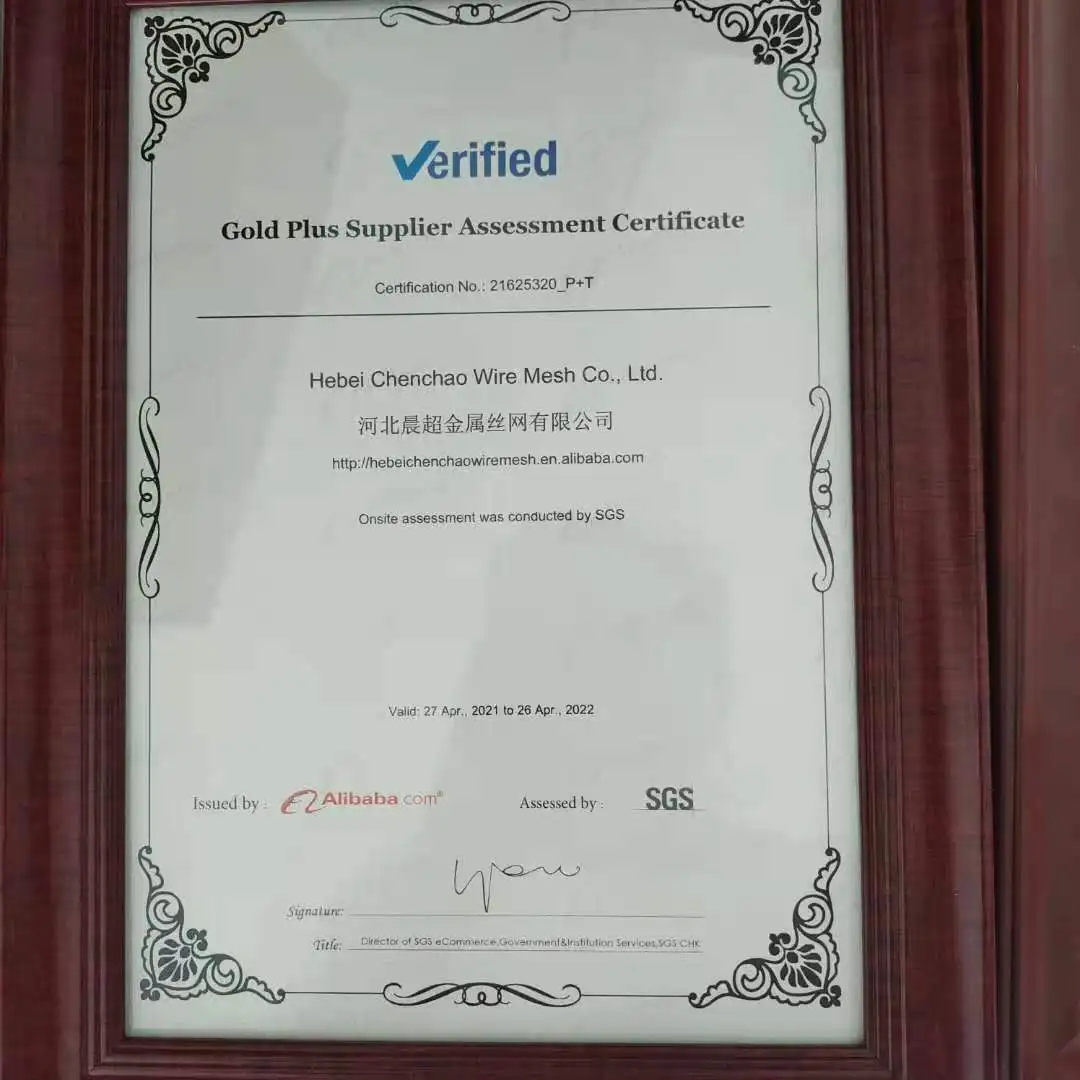 Verified
Gold Plus Supplier Assessment Certificate
Certification No.: 21625320_P+T
Hebei Chenchao Wire Mesh Co., Ltd.
河北晨超金属丝网有限公司
http://hebeichenchaowiremesh.en.alibaba.com
Onsite assessment was conducted by SGS
Valid: 27 Apr., 2021 to 26 Apr., 2022
Issued by : Alibaba.com® Assessed by : SGS
Signature:
Title: Director of SGS eCommerce,Government&Institution Services,SGS CHK